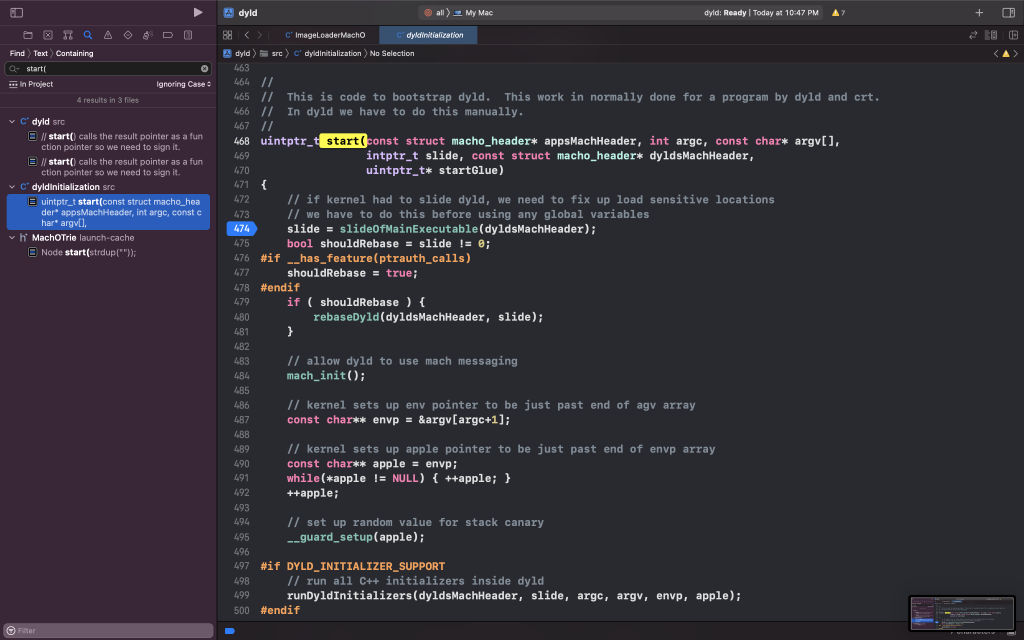 dyld
all 〉 My Mac
dyld: Ready | Today at 10:47 PM
7
ImageLoaderMachO
dyldInitialization
Find 〉 Text 〉 Containing
start(
In Project
Ignoring Case
4 results in 3 files
dyld src
// start() calls the result pointer as a fun
ction pointer so we need to sign it.
// start() calls the result pointer as a fun
ction pointer so we need to sign it.
dyldInitialization src
uintptr_t start(const struct macho_hea
der* appsMachHeader, int argc, const c
har* argv[],
MachOTrie launch-cache
Node start(strdup(""));
Filter
dyld 〉 src 〉 dyldInitialization 〉 No Selection
463
464 //
465 //  This is code to bootstrap dyld.  This work in normally done for a program by dyld and crt.
466 //  In dyld we have to do this manually.
467 //
468 uintptr_t start(const struct macho_header* appsMachHeader, int argc, const char* argv[],
469                 intptr_t slide, const struct macho_header* dyldsMachHeader,
470                 uintptr_t* startGlue)
471 {
472     // if kernel had to slide dyld, we need to fix up load sensitive locations
473     // we have to do this before using any global variables
474     slide = slideOfMainExecutable(dyldsMachHeader);
475     bool shouldRebase = slide != 0;
476 #if __has_feature(ptrauth_calls)
477     shouldRebase = true;
478 #endif
479     if ( shouldRebase ) {
480         rebaseDyld(dyldsMachHeader, slide);
481     }
482
483     // allow dyld to use mach messaging
484     mach_init();
485
486     // kernel sets up env pointer to be just past end of agv array
487     const char** envp = &argv[argc+1];
488
489     // kernel sets up apple pointer to be just past end of envp array
490     const char** apple = envp;
491     while(*apple != NULL) { ++apple; }
492     ++apple;
493
494     // set up random value for stack canary
495     __guard_setup(apple);
496
497 #if DYLD_INITIALIZER_SUPPORT
498     // run all C++ initializers inside dyld
499     runDyldInitializers(dyldsMachHeader, slide, argc, argv, envp, apple);
500 #endif